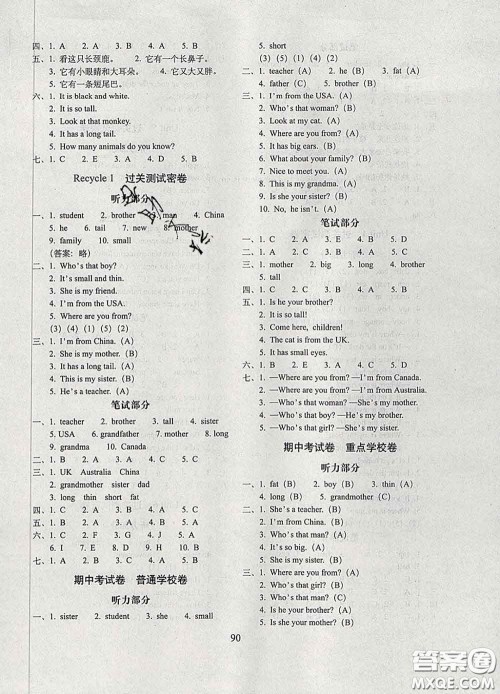 四、1. A　2. A　3. B　4. A　5. B
五、1. 看这只长颈鹿。　2. 它有一个长鼻子。
3. 它有小眼睛和大耳朵。　4. 它又大又胖。
5. 它有一条短尾巴。
六、1. It is black and white.
2. It is so tall.
3. Look at that monkey.
4. It has a long tail.
5. How many animals do you know?
七、1. C　2. E　3. A　4. D　5. B
Recycle 1　过关测试密卷
听力部分
一、1. student　2. brother　3. man　4. China
5. he　6. tail　7. new　8. mother
9. family　10. small
(答案: 略)
二、1. Who's that boy?
2. It's small and thin.
3. She is my friend.
4. I'm from the USA.
5. Where are you from?
(3)　(4)　(1)　(5)　(2)
三、1. I'm from China. (A)
2. She is my mother. (B)
3. It has a long tail. (A)
4. It is so short. (A)
5. He's a teacher. (B)
笔试部分
一、1. teacher　2. brother　3. tall　4. sister
5. USA　6. grandfather　7. mother　8. short
二、1. B　2. A　3. A　4. C　5. B
三、1. UK　Australia　China
2. grandmother　sister　dad
3. long　thin　short　fat
四、1. C　2. D　3. A　4. E　5. B
五、1. B　2. A　3. A　4. B　5. A
六、1. C　2. F　3. G　4. J　5. A
6. I　7. E　8. D　9. H　10. B
七、1. A　2. B　3. B　4. A　5. B
期中考试卷　普通学校卷
听力部分
一、1. sister　2. student　3. she　4. small
5. short
(3)　(5)　(4)　(2)　(1)
二、1. teacher (A)　2. he (B)　3. fat (A)
4. father (C)　5. brother (B)
三、1. I'm from the USA. (A)
2. Who's that woman? (B)
3. Look at my cat. (A)
4. Where are you from? (A)
5. It has big ears. (B)
6. What about your family? (B)
7. Nice to meet you. (A)
8. This is my grandma. (B)
9. She is my mother. (B)
10. No, he isn't. (A)
笔试部分
二、1. C　2. A　3. E　4. B　5. D
三、1. mother　2. big　3. tall　4. long　5. short
四、1. C　2. A　3. B　4. D　5. E
五、1. Is he your brother?
2. It is so tall!
3. Come here, children!
4. The cat is from the UK.
5. It has small eyes.
六、1. B　2. A　3. E　4. C　5. D
七、1. —Where are you from?　—I'm from Canada.
2. —Where are you from?　—I'm from Australia.
3. —Who's that woman?　—She's my mother.
4. —Who's that boy?　—He's my brother.
5. —Who's that girl?　—She's my sister.
期中考试卷　重点学校卷
听力部分
一、1. fat (B)　2. boy (A)　3. thin (A)
4. long (C)　5. grandmother (C)
二、1. She's a teacher. (A)
2. I'm from China. (B)
3. Who's that woman? (A)
4. It's so big. (A)
5. She is a student. (B)
三、1. Who's that boy? (A)
2. Who's that girl? (A)
3. Where are you from? (A)
4. Is he your brother? (A)
5. Is she your mother? (B)
90
答案圈
MXQE.COM